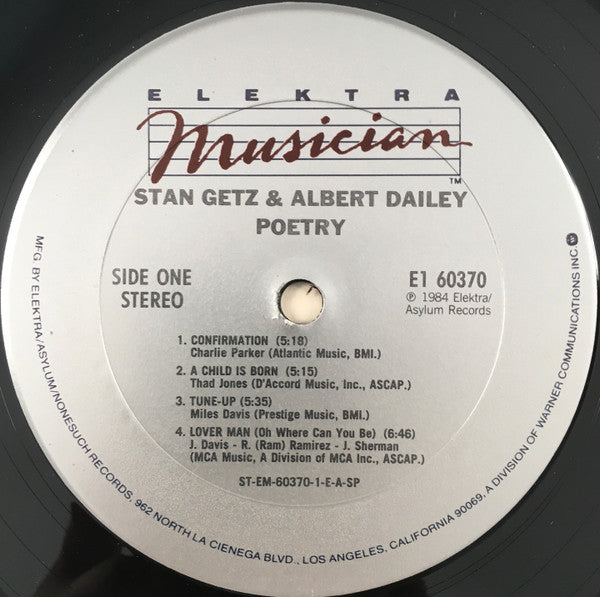 ELEKTRA
Musician
TM
STAN GETZ & ALBERT DAILEY
POETRY
SIDE ONE
STEREO
E1 60370
Ⓟ 1984 Elektra/
Asylum Records
1. CONFIRMATION (5:18)
Charlie Parker (Atlantic Music, BMI.)
2. A CHILD IS BORN (5:15)
Thad Jones (D'Accord Music, Inc., ASCAP.)
3. TUNE-UP (5:35)
Miles Davis (Prestige Music, BMI.)
4. LOVER MAN (Oh Where Can You Be) (6:46)
J. Davis - R. (Ram) Ramirez - J. Sherman
(MCA Music, A Division of MCA Inc., ASCAP.)
ST-EM-60370-1-E-A-SP
MFG. BY ELEKTRA/ASYLUM/NONESUCH RECORDS, 962 NORTH LA CIENEGA BLVD., LOS ANGELES, CALIFORNIA 90069, A DIVISION OF WARNER COMMUNICATIONS INC.